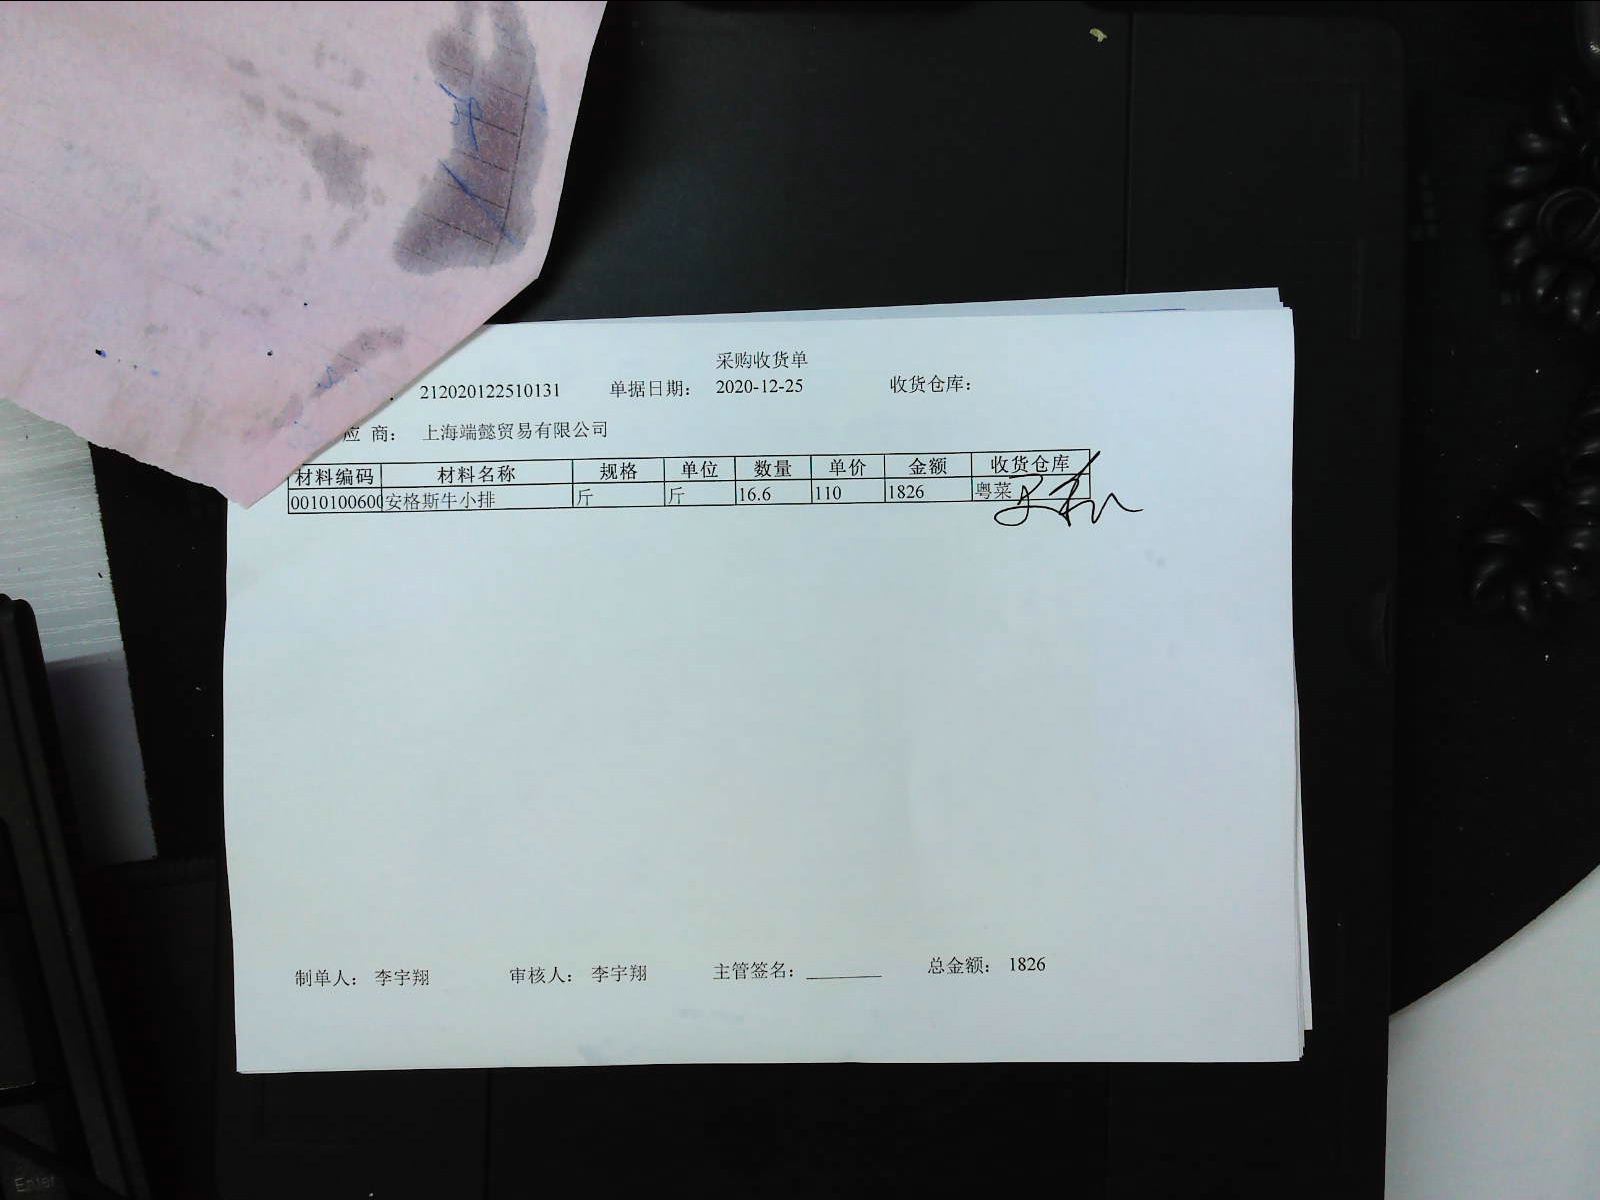 采购收货单
212020122510131 单据日期: 2020-12-25 收货仓库:
应 商: 上海端懿贸易有限公司
材料编码 材料名称 规格 单位 数量 单价 金额 收货仓库
0010100600 安格斯牛小排 斤 斤 16.6 110 1826 粤菜
制单人: 李宇翔 审核人: 李宇翔 主管签名: ________ 总金额: 1826
Enter